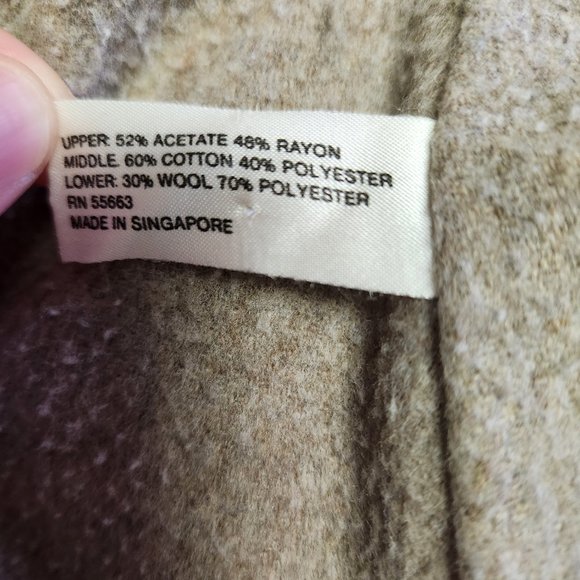 UPPER: 52% ACETATE 48% RAYON
MIDDLE. 60% COTTON 40% POLYESTER
LOWER: 30% WOOL 70% POLYESTER
RN 55663
MADE IN SINGAPORE